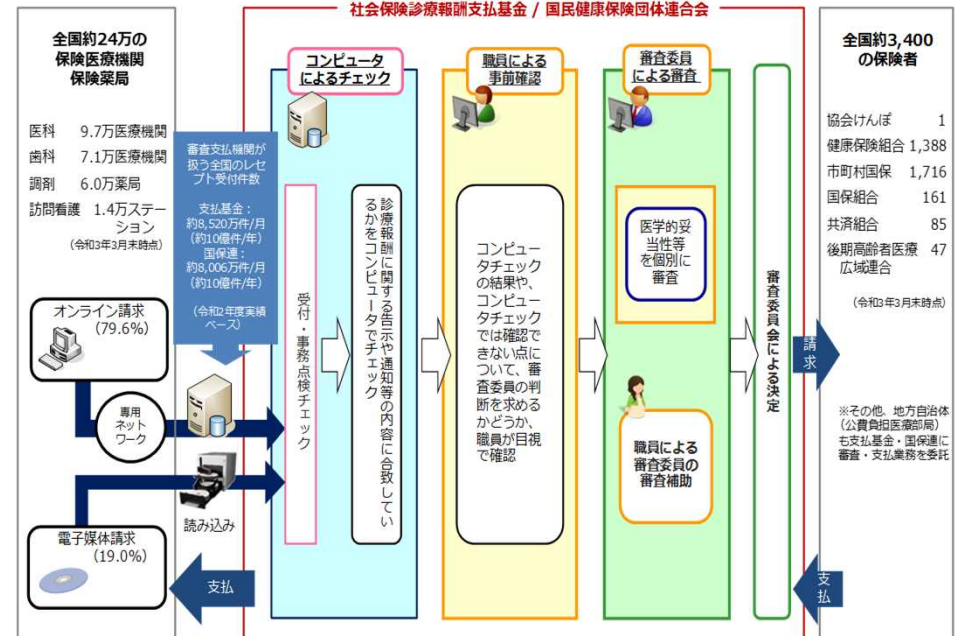 社会保険診療報酬支払基金 / 国民健康保険団体連合会
全国約24万の
保険医療機関
保険薬局
医科 9.7万医療機関
歯科 7.1万医療機関
調剤 6.0万薬局
訪問看護 1.4万ステー
ション
(令和3年3月末時点)
オンライン請求
(79.6%)
専用
ネット
ワーク
電子媒体請求
(19.0%)
審査支払機関が
扱う全国のレセ
プト受付件数
支払基金:
約8,520万件/月
(約10億件/年)
国保連:
約8,006万件/月
(約10億件/年)
(令和2年度実績
ベース)
読み込み
支払
コンピュータ
によるチェック
受付・事務点検チェック
診療報酬に関する告示や通知等の内容に合致してい
るかをコンピュータでチェック
職員による
事前確認
コンピュー
タチェック
の結果や、
コンピュー
タチェック
では確認で
きない点に
ついて、審
査委員の判
断を求める
かどうか、
職員が目視
で確認
審査委員
による審査
医学的妥
当性等
を個別に
審査
職員による
審査委員の
審査補助
審査委員会による決定
請求
支払
全国約3,400
の保険者
協会けんぽ 1
健康保険組合 1,388
市町村国保 1,716
国保組合 161
共済組合 85
後期高齢者医療 47
広域連合
(令和3年3月末時点)
※その他、地方自治体
(公費負担医療部局)
も支払基金・国保連に
審査・支払業務を委託